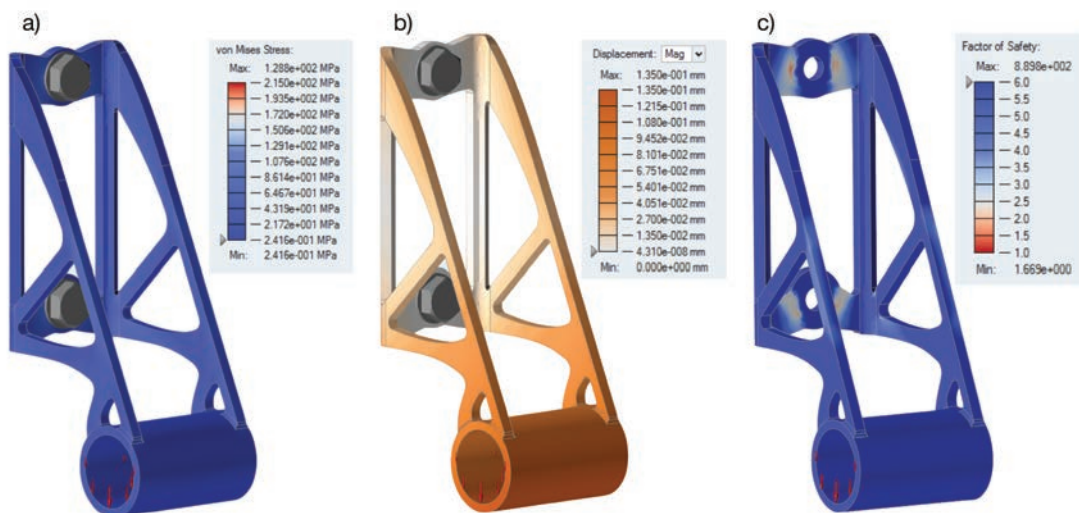 a)
von Mises Stress:
Max: 1.288e+002 MPa
2.150e+002 MPa
1.935e+002 MPa
1.720e+002 MPa
1.506e+002 MPa
1.291e+002 MPa
1.076e+002 MPa
8.614e+001 MPa
6.467e+001 MPa
4.319e+001 MPa
2.172e+001 MPa
2.416e-001 MPa
Min: 2.416e-001 MPa
b)
Displacement: Mag
Max: 1.350e-001 mm
1.350e-001 mm
1.215e-001 mm
1.080e-001 mm
9.452e-002 mm
8.101e-002 mm
6.751e-002 mm
5.401e-002 mm
4.051e-002 mm
2.700e-002 mm
1.350e-002 mm
4.310e-008 mm
Min: 0.000e+000 mm
c)
Factor of Safety:
Max: 8.898e+002
6.0
5.5
5.0
4.5
4.0
3.5
3.0
2.5
2.0
1.5
1.0
Min: 1.669e+000